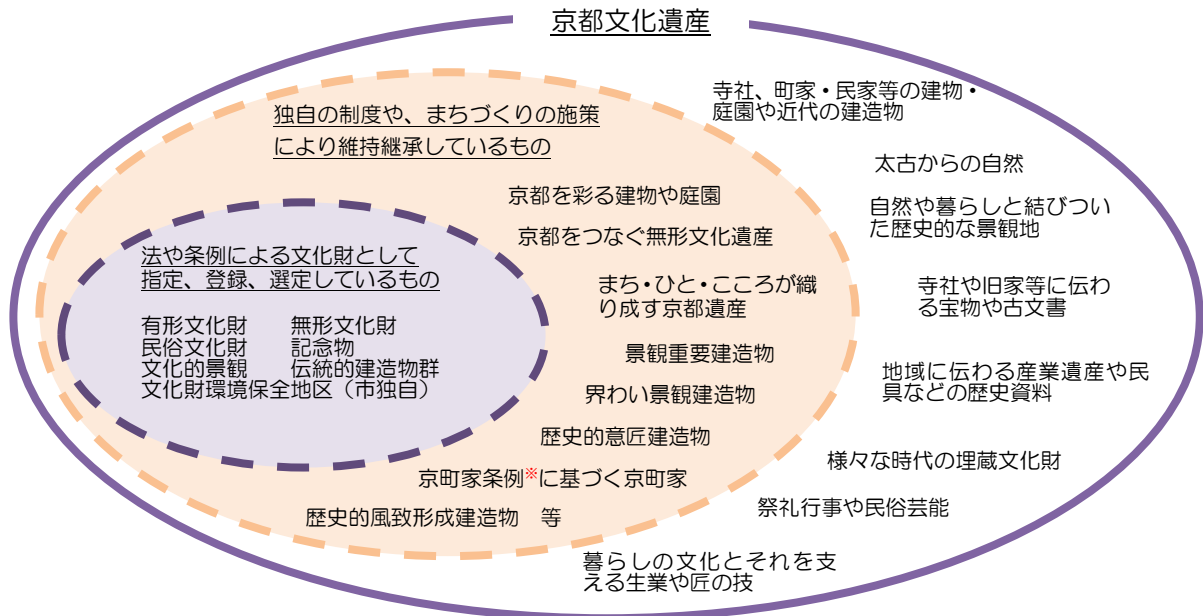 京都文化遺産
独自の制度や、まちづくりの施策
により維持継承しているもの
京都を彩る建物や庭園
京都をつなぐ無形文化遺産
まち・ひと・こころが織
り成す京都遺産
景観重要建造物
界わい景観建造物
歴史的意匠建造物
京町家条例※に基づく京町家
歴史的風致形成建造物　等
法や条例による文化財として
指定、登録、選定しているもの
有形文化財　　無形文化財
民俗文化財　　記念物
文化的景観　　伝統的建造物群
文化財環境保全地区（市独自）
寺社、町家・民家等の建物・
庭園や近代の建造物
太古からの自然
自然や暮らしと結びつい
た歴史的な景観地
寺社や旧家等に伝わ
る宝物や古文書
地域に伝わる産業遺産や民
具などの歴史資料
様々な時代の埋蔵文化財
祭礼行事や民俗芸能
暮らしの文化とそれを支
える生業や匠の技